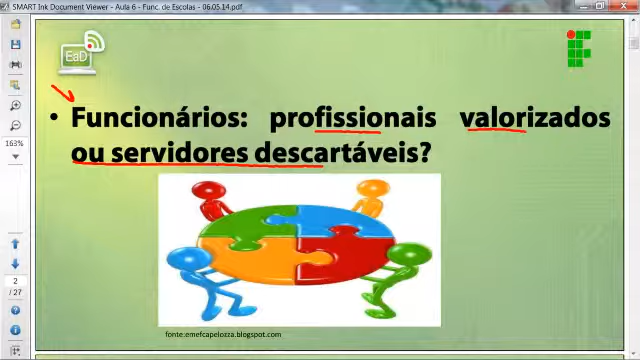 SMART Ink Document Viewer - Aula 6 - Func. de Escolas - 06.05.14.pdf
EaD
• Funcionários: profissionais valorizados
ou servidores descartáveis?
163%
2
/ 27
fonte.emefcapelozza.blogspot.com